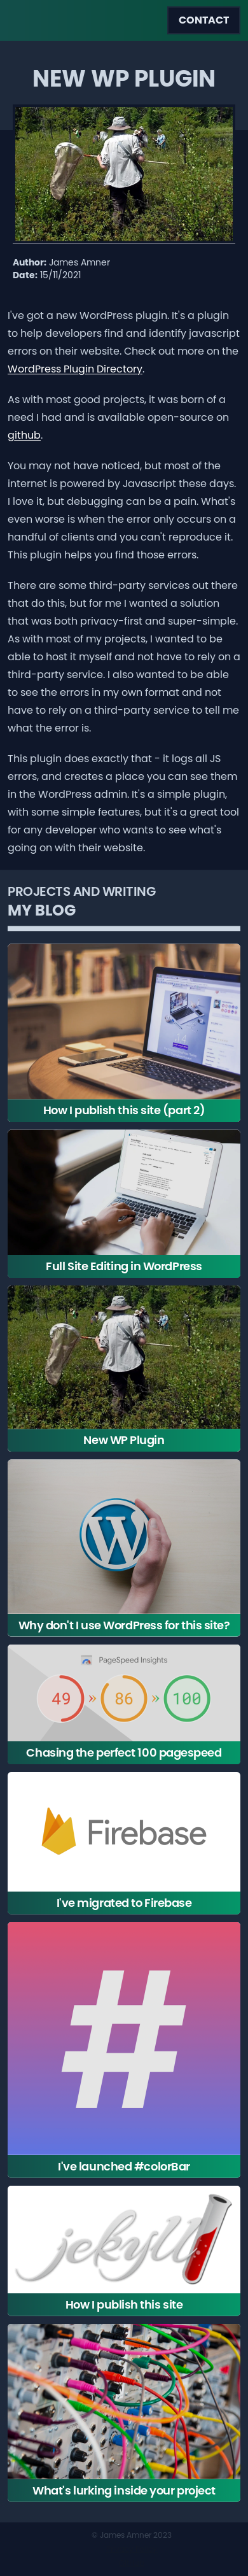 CONTACT
NEW WP PLUGIN
Author: James Amner
Date: 15/11/2021
I've got a new WordPress plugin. It's a plugin
to help developers find and identify javascript
errors on their website. Check out more on the
WordPress Plugin Directory.
As with most good projects, it was born of a
need I had and is available open-source on
github.
You may not have noticed, but most of the
internet is powered by Javascript these days.
I love it, but debugging can be a pain. What's
even worse is when the error only occurs on a
handful of clients and you can't reproduce it.
This plugin helps you find those errors.
There are some third-party services out there
that do this, but for me I wanted a solution
that was both privacy-first and super-simple.
As with most of my projects, I wanted to be
able to host it myself and not have to rely on a
third-party service. I also wanted to be able
to see the errors in my own format and not
have to rely on a third-party service to tell me
what the error is.
This plugin does exactly that - it logs all JS
errors, and creates a place you can see them
in the WordPress admin. It's a simple plugin,
with some simple features, but it's a great tool
for any developer who wants to see what's
going on with their website.
PROJECTS AND WRITING
MY BLOG
How I publish this site (part 2)
Full Site Editing in WordPress
New WP Plugin
Why don't I use WordPress for this site?
PageSpeed Insights
49 » 86 » 100
Chasing the perfect 100 pagespeed
Firebase
I've migrated to Firebase
#
I've launched #colorBar
jekyll
How I publish this site
What's lurking inside your project
© James Amner 2023